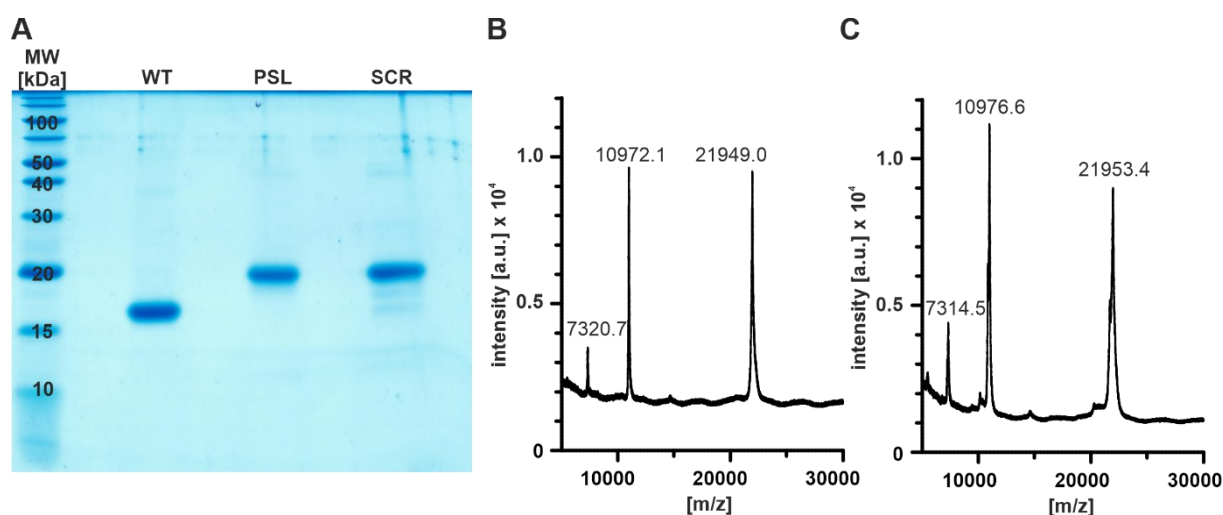 A
MW
[kDa]
WT
PSL
SCR
100
50
40
30
20
15
10
B
intensity [a.u.] x 10⁴
1.0
0.5
0
7320.7
10972.1
21949.0
10000
20000
30000
[m/z]
C
intensity [a.u.] x 10⁴
1.0
0.5
0
7314.5
10976.6
21953.4
10000
20000
30000
[m/z]